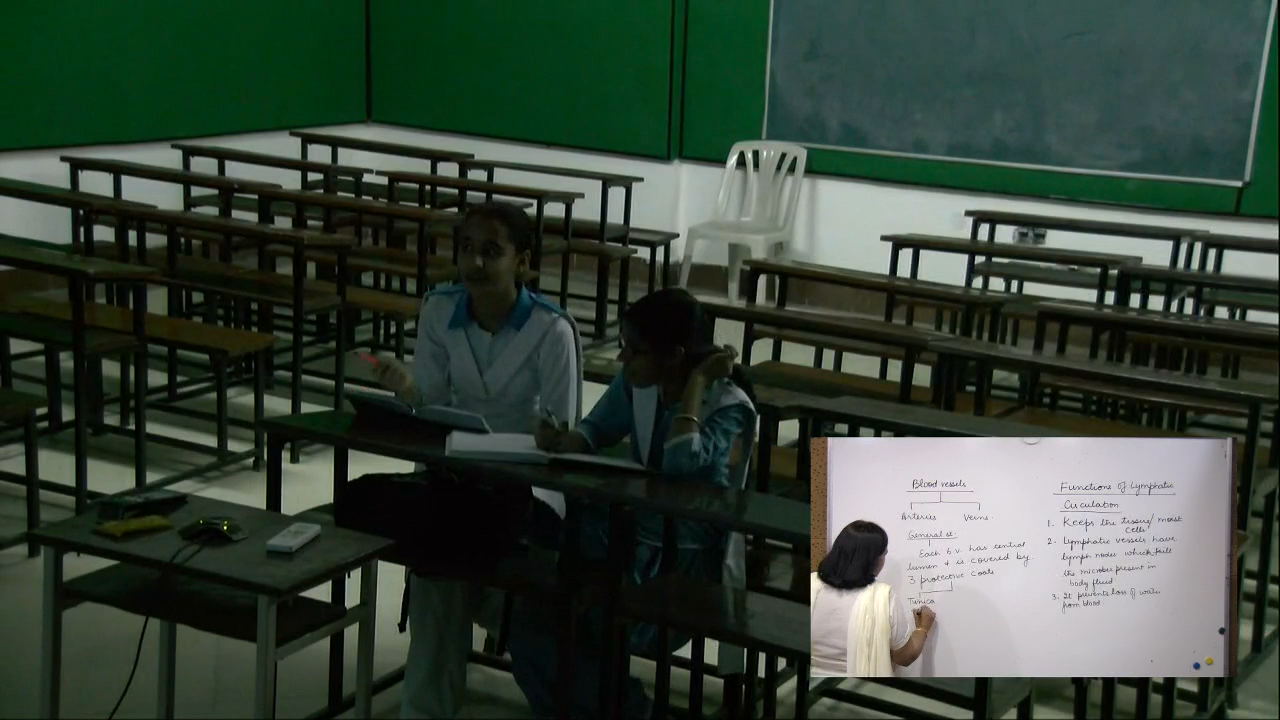 Blood vessels
Arteries Veins.
General st.
Each b.v. has central
lumen & is covered by
3 protective coats
Tunica
Functions of Lymphatic
Circulation
1. Keeps the tissue/ moist
cells
2. Lymphatic vessels have
lymph nodes which kill
the microbes present in
body fluid
3. It prevents loss of water
from blood